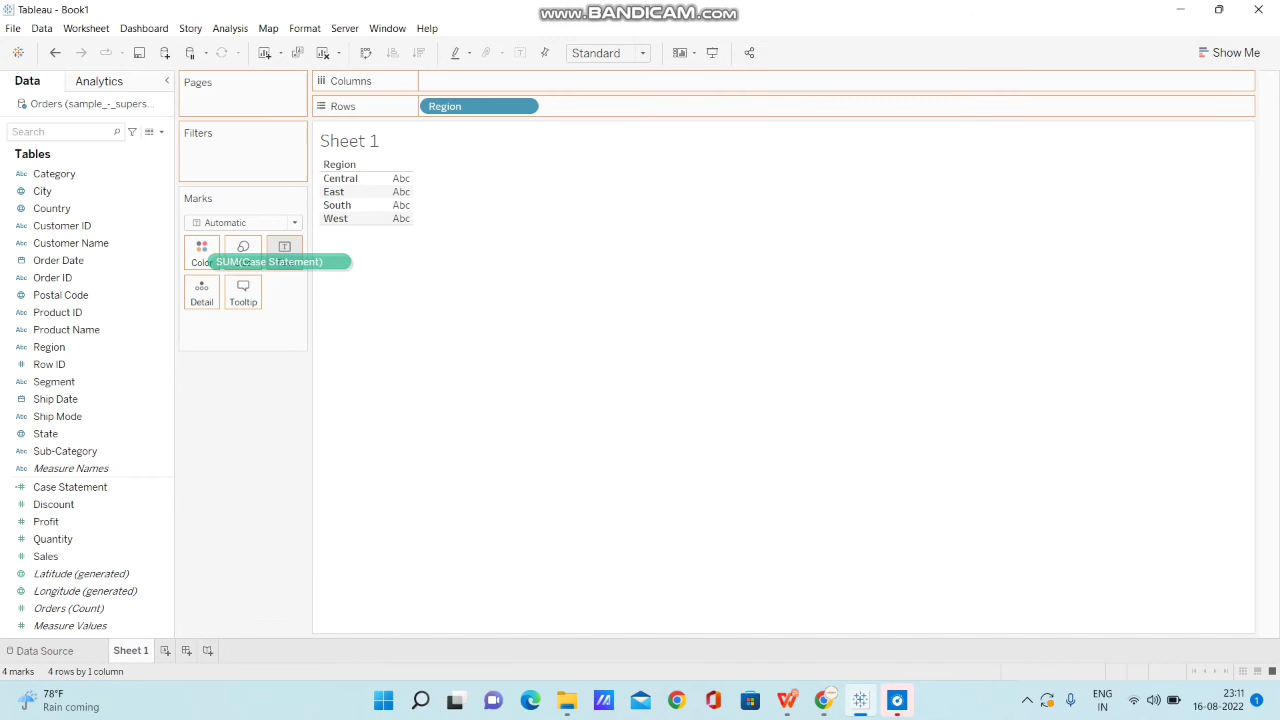 Tableau - Book1
www.BANDICAM.com
File Data Worksheet Dashboard Story Analysis Map Format Server Window Help
Standard
Show Me
Data Analytics
Orders (sample_-_supers...
Search
Tables
Category
City
Country
Customer ID
Customer Name
Order Date
Order ID
Postal Code
Product ID
Product Name
Region
Row ID
Segment
Ship Date
Ship Mode
State
Sub-Category
Measure Names
Case Statement
Discount
Profit
Quantity
Sales
Latitude (generated)
Longitude (generated)
Orders (Count)
Measure Values
Pages
Filters
Marks
Automatic
SUM(Case Statement)
Detail Tooltip
Columns
Rows Region
Sheet 1
Region
Central Abc
East Abc
South Abc
West Abc
Data Source Sheet 1
4 marks 4 rows by 1 column
78°F
Rain coming
ENG
IN
23:11
16-08-2022
1